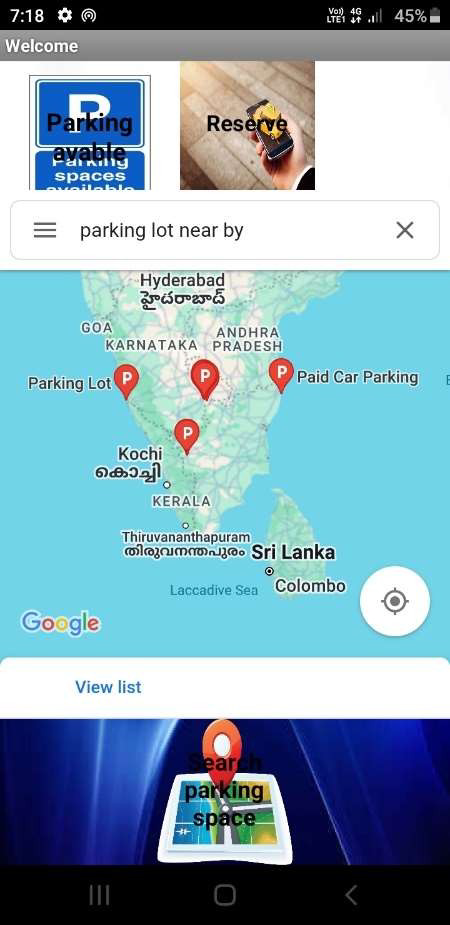 7:18
Vo)) 4G
LTE1
45%
Welcome
P
Parking
avable
Parking
spaces
available
Reserve
parking lot near by
Hyderabad
హైదరాబాద్
GOA
KARNATAKA
ANDHRA
PRADESH
Parking Lot
P
P
P
Paid Car Parking
P
Kochi
കൊച്ചി
KERALA
Thiruvananthapuram
തിരുവനന്തപുരം
Sri Lanka
Colombo
Laccadive Sea
Google
View list
Search
parking
space